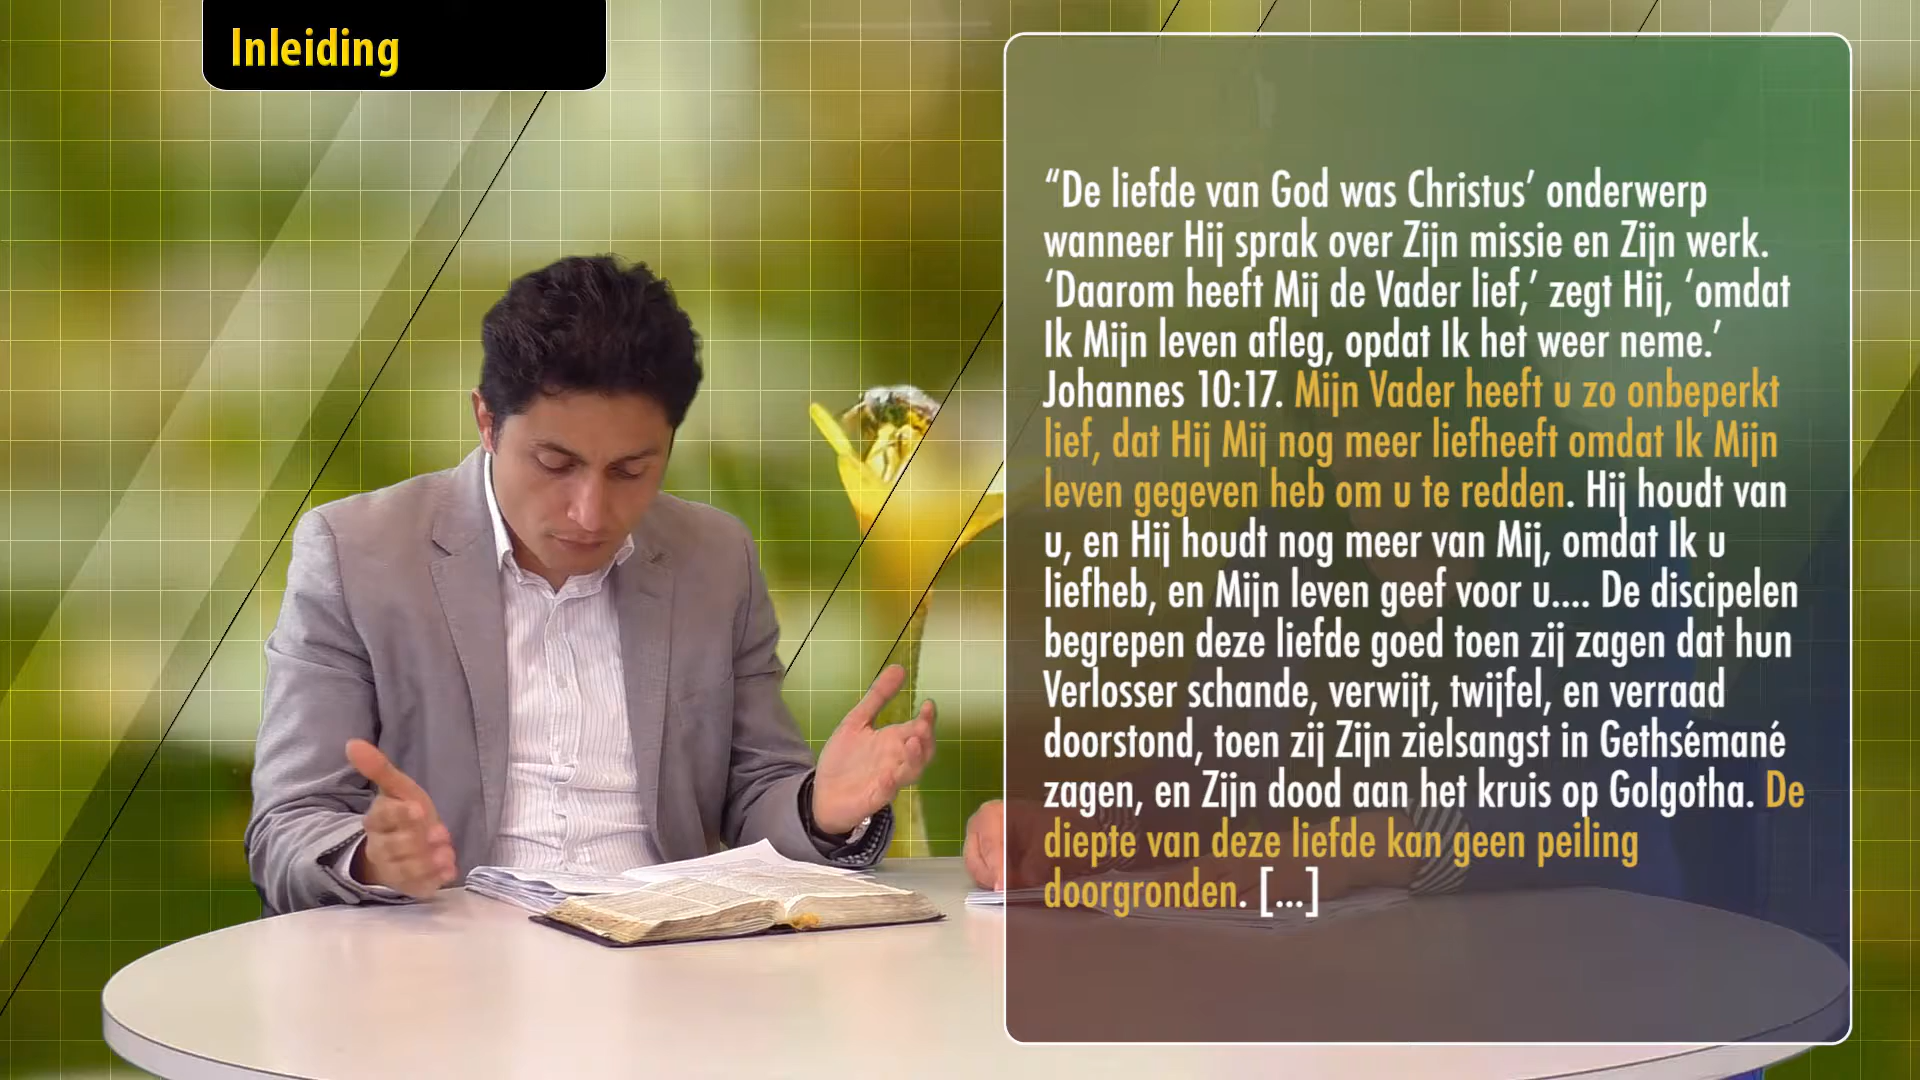 Inleiding
“De liefde van God was Christus’ onderwerp
wanneer Hij sprak over Zijn missie en Zijn werk.
‘Daarom heeft Mij de Vader lief,’ zegt Hij, ‘omdat
Ik Mijn leven afleg, opdat Ik het weer neme.’
Johannes 10:17. Mijn Vader heeft u zo onbeperkt
lief, dat Hij Mij nog meer liefheeft omdat Ik Mijn
leven gegeven heb om u te redden. Hij houdt van
u, en Hij houdt nog meer van Mij, omdat Ik u
liefheb, en Mijn leven geef voor u.... De discipelen
begrepen deze liefde goed toen zij zagen dat hun
Verlosser schande, verwijt, twijfel, en verraad
doorstond, toen zij Zijn zielsangst in Gethsémané
zagen, en Zijn dood aan het kruis op Golgotha. De
diepte van deze liefde kan geen peiling
doorgronden. [...]